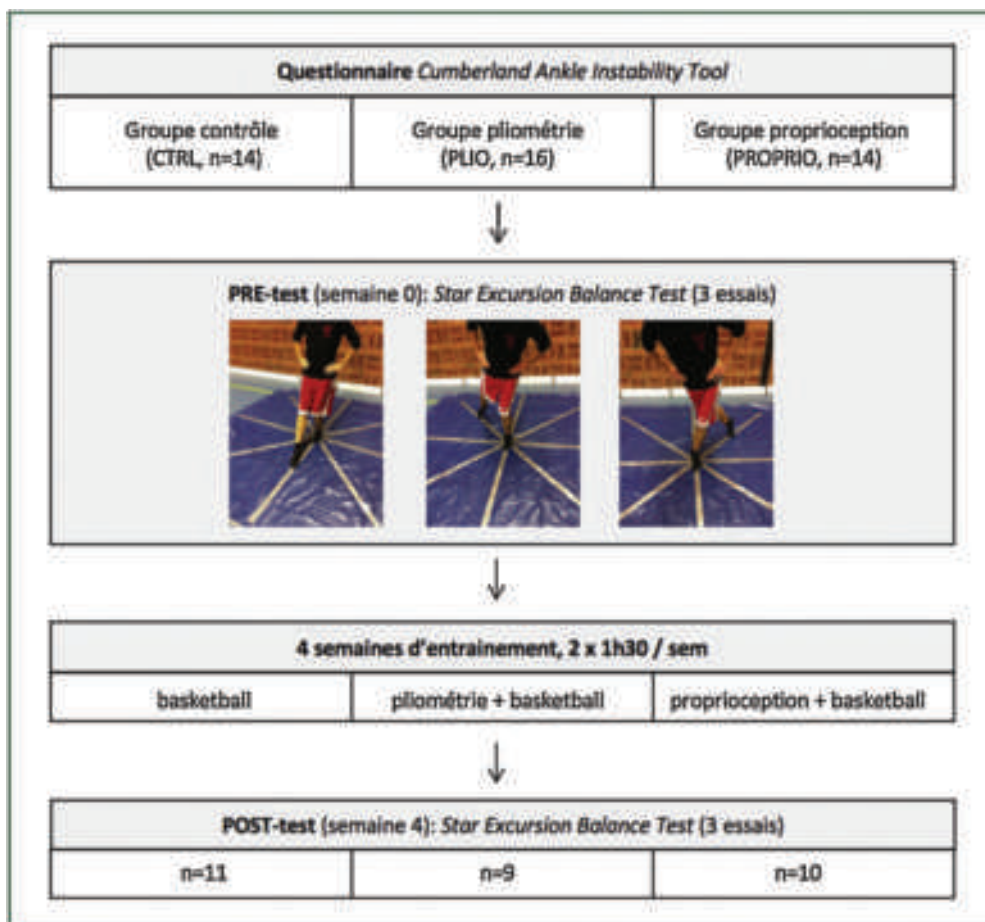 Questionnaire Cumberland Ankle Instability Tool
Groupe contrôle
(CTRL, n=14)
Groupe pliométrie
(PLIO, n=16)
Groupe proprioception
(PROPRIO, n=14)
PRE-test (semaine 0): Star Excursion Balance Test (3 essais)
4 semaines d'entrainement, 2 x 1h30 / sem
basketball
pliométrie + basketball
proprioception + basketball
POST-test (semaine 4): Star Excursion Balance Test (3 essais)
n=11
n=9
n=10